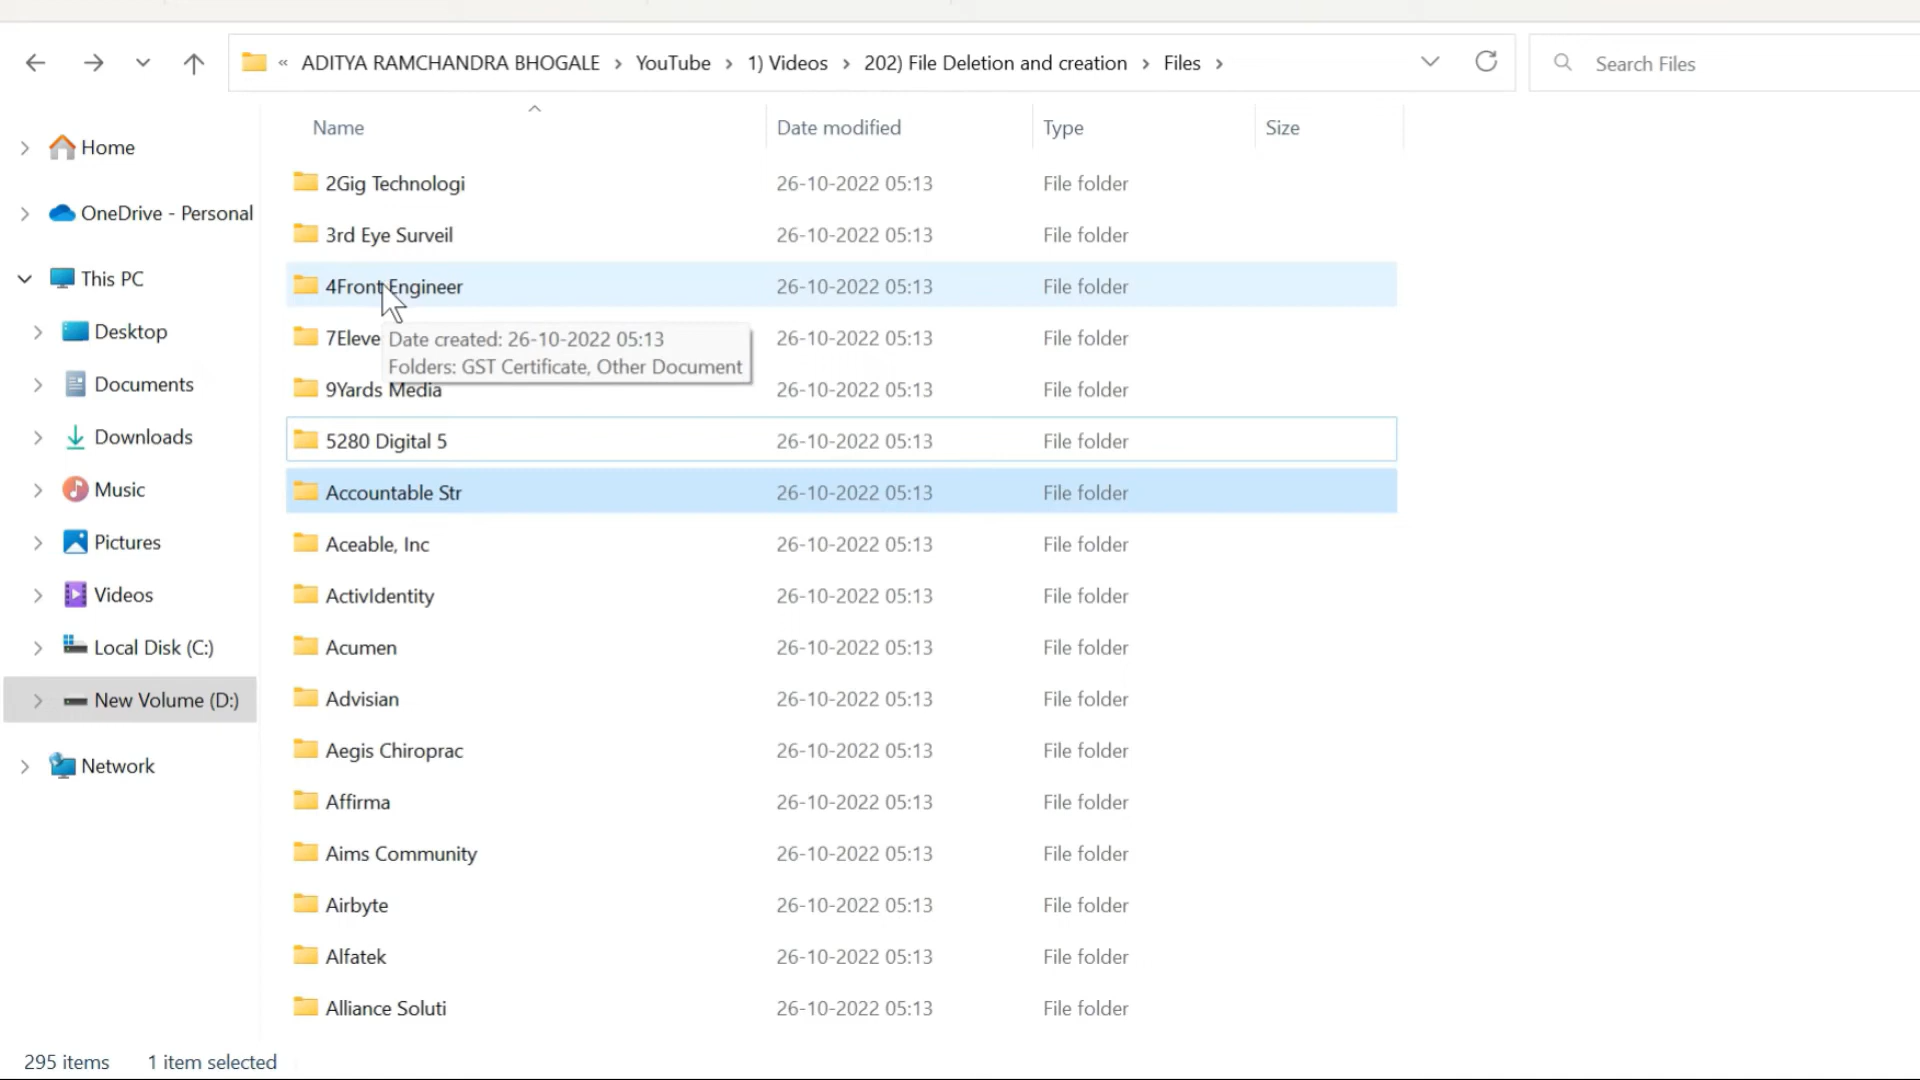 « ADITYA RAMCHANDRA BHOGALE › YouTube › 1) Videos › 202) File Deletion and creation › Files ›
Search Files
Name Date modified Type Size
Home
OneDrive - Personal
This PC
Desktop
Documents
Downloads
Music
Pictures
Videos
Local Disk (C:)
New Volume (D:)
Network
2Gig Technologi 26-10-2022 05:13 File folder
3rd Eye Surveil 26-10-2022 05:13 File folder
4Front Engineer 26-10-2022 05:13 File folder
7Eleve 26-10-2022 05:13 File folder
Date created: 26-10-2022 05:13
Folders: GST Certificate, Other Document
9Yards Media 26-10-2022 05:13 File folder
5280 Digital 5 26-10-2022 05:13 File folder
Accountable Str 26-10-2022 05:13 File folder
Aceable, Inc 26-10-2022 05:13 File folder
ActivIdentity 26-10-2022 05:13 File folder
Acumen 26-10-2022 05:13 File folder
Advisian 26-10-2022 05:13 File folder
Aegis Chiroprac 26-10-2022 05:13 File folder
Affirma 26-10-2022 05:13 File folder
Aims Community 26-10-2022 05:13 File folder
Airbyte 26-10-2022 05:13 File folder
Alfatek 26-10-2022 05:13 File folder
Alliance Soluti 26-10-2022 05:13 File folder
295 items 1 item selected